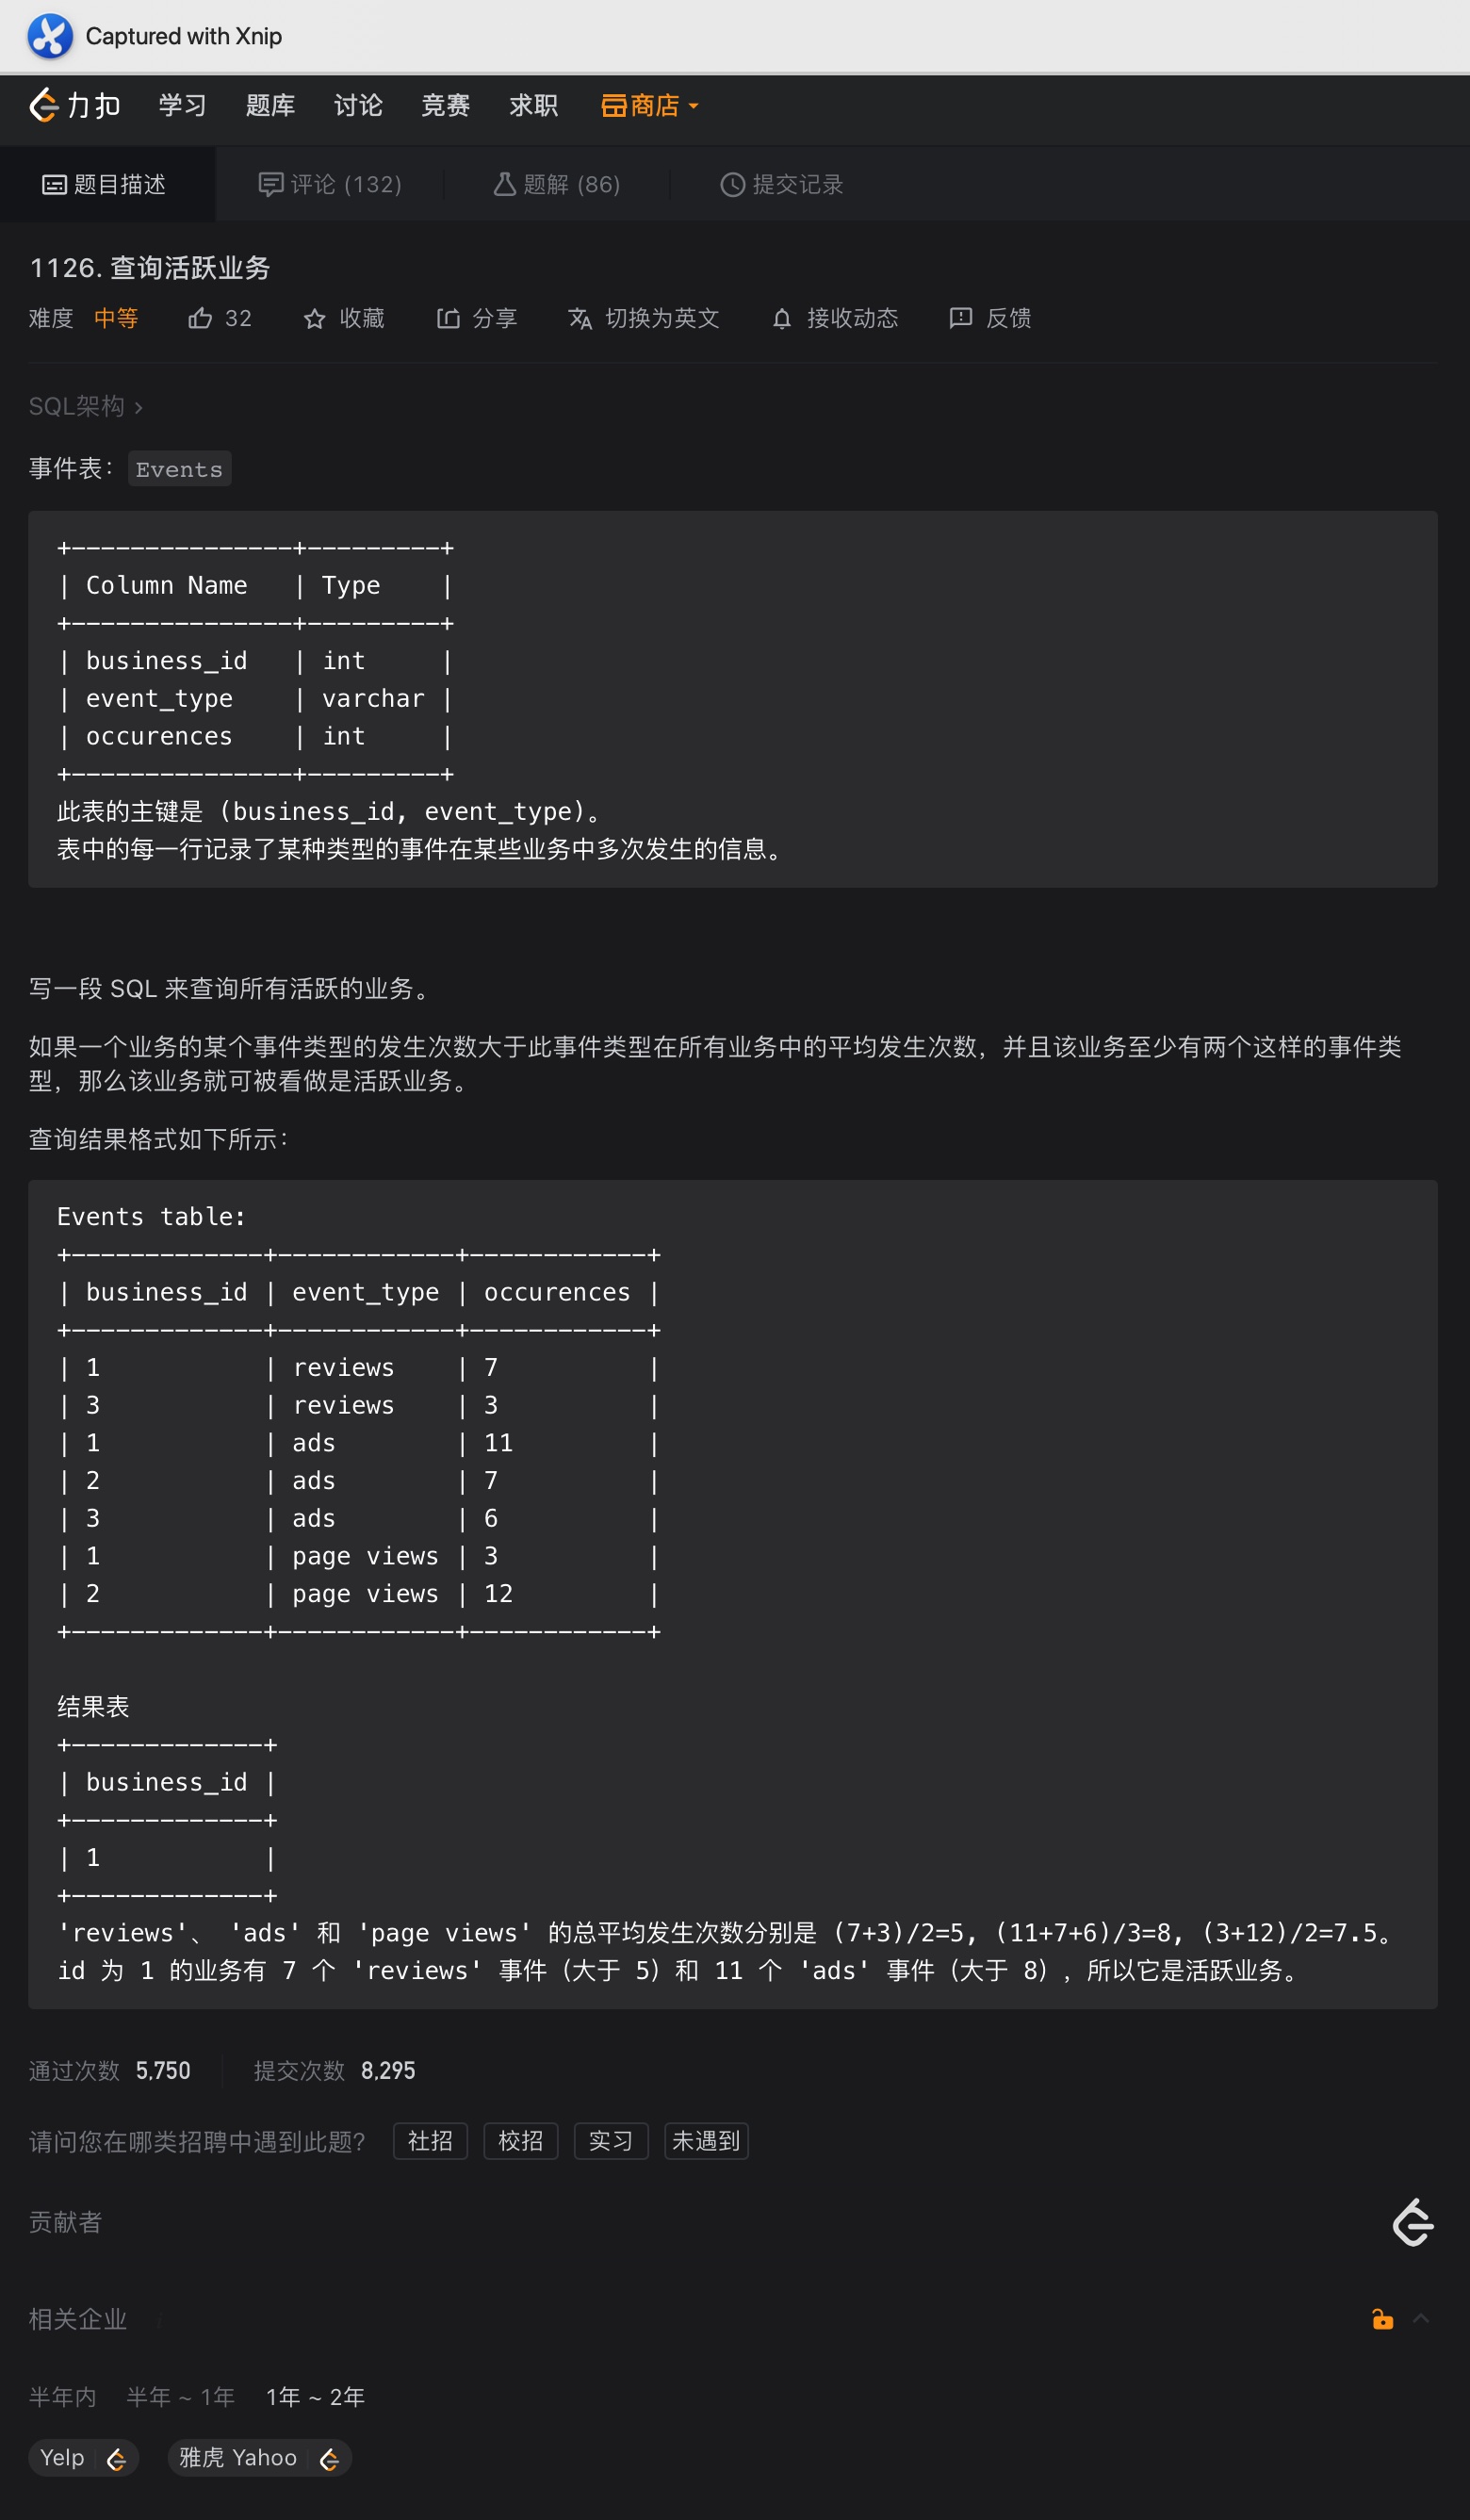 Captured with Xnip
力扣 学习 题库 讨论 竞赛 求职 商店
题目描述 评论 (132) 题解 (86) 提交记录
1126. 查询活跃业务
难度 中等 32 收藏 分享 切换为英文 接收动态 反馈
SQL架构
事件表：Events
+---------------+---------+
| Column Name   | Type    |
+---------------+---------+
| business_id   | int     |
| event_type    | varchar |
| occurences    | int     |
+---------------+---------+
此表的主键是 (business_id, event_type)。
表中的每一行记录了某种类型的事件在某些业务中多次发生的信息。
写一段 SQL 来查询所有活跃的业务。
如果一个业务的某个事件类型的发生次数大于此事件类型在所有业务中的平均发生次数，并且该业务至少有两个这样的事件类
型，那么该业务就可被看做是活跃业务。
查询结果格式如下所示：
Events table:
+-------------+------------+------------+
| business_id | event_type | occurences |
+-------------+------------+------------+
| 1           | reviews    | 7          |
| 3           | reviews    | 3          |
| 1           | ads        | 11         |
| 2           | ads        | 7          |
| 3           | ads        | 6          |
| 1           | page views | 3          |
| 2           | page views | 12         |
+-------------+------------+------------+
结果表
+-------------+
| business_id |
+-------------+
| 1           |
+-------------+
'reviews'、 'ads' 和 'page views' 的总平均发生次数分别是 (7+3)/2=5, (11+7+6)/3=8, (3+12)/2=7.5。
id 为 1 的业务有 7 个 'reviews' 事件（大于 5）和 11 个 'ads' 事件（大于 8），所以它是活跃业务。
通过次数 5,750 提交次数 8,295
请问您在哪类招聘中遇到此题? 社招 校招 实习 未遇到
贡献者
相关企业
半年内 半年 ~ 1年 1年 ~ 2年
Yelp 雅虎 Yahoo